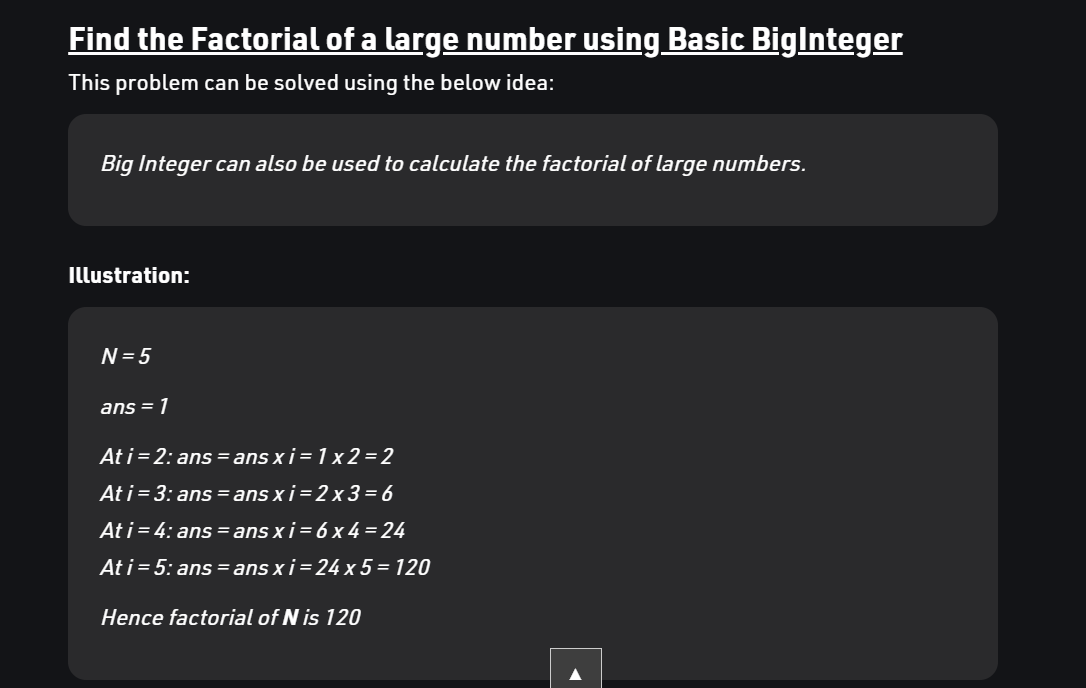 Find the Factorial of a large number using Basic BigInteger
This problem can be solved using the below idea:
Big Integer can also be used to calculate the factorial of large numbers.
Illustration:
N = 5
ans = 1
At i = 2: ans = ans x i = 1 x 2 = 2
At i = 3: ans = ans x i = 2 x 3 = 6
At i = 4: ans = ans x i = 6 x 4 = 24
At i = 5: ans = ans x i = 24 x 5 = 120
Hence factorial of N is 120